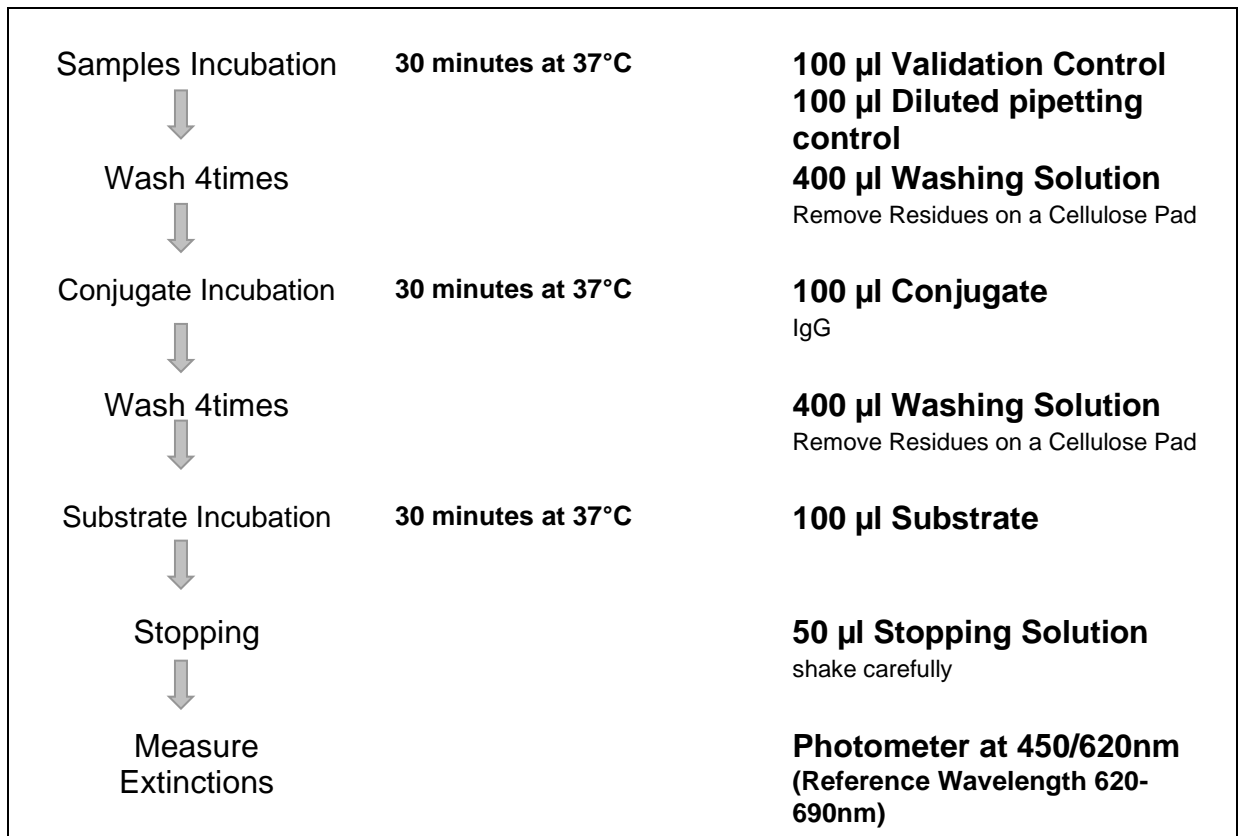 Samples Incubation 30 minutes at 37°C 100 µl Validation Control
100 µl Diluted pipetting
control
Wash 4times 400 µl Washing Solution
Remove Residues on a Cellulose Pad
Conjugate Incubation 30 minutes at 37°C 100 µl Conjugate
IgG
Wash 4times 400 µl Washing Solution
Remove Residues on a Cellulose Pad
Substrate Incubation 30 minutes at 37°C 100 µl Substrate
Stopping 50 µl Stopping Solution
shake carefully
Measure Photometer at 450/620nm
Extinctions (Reference Wavelength 620-
690nm)